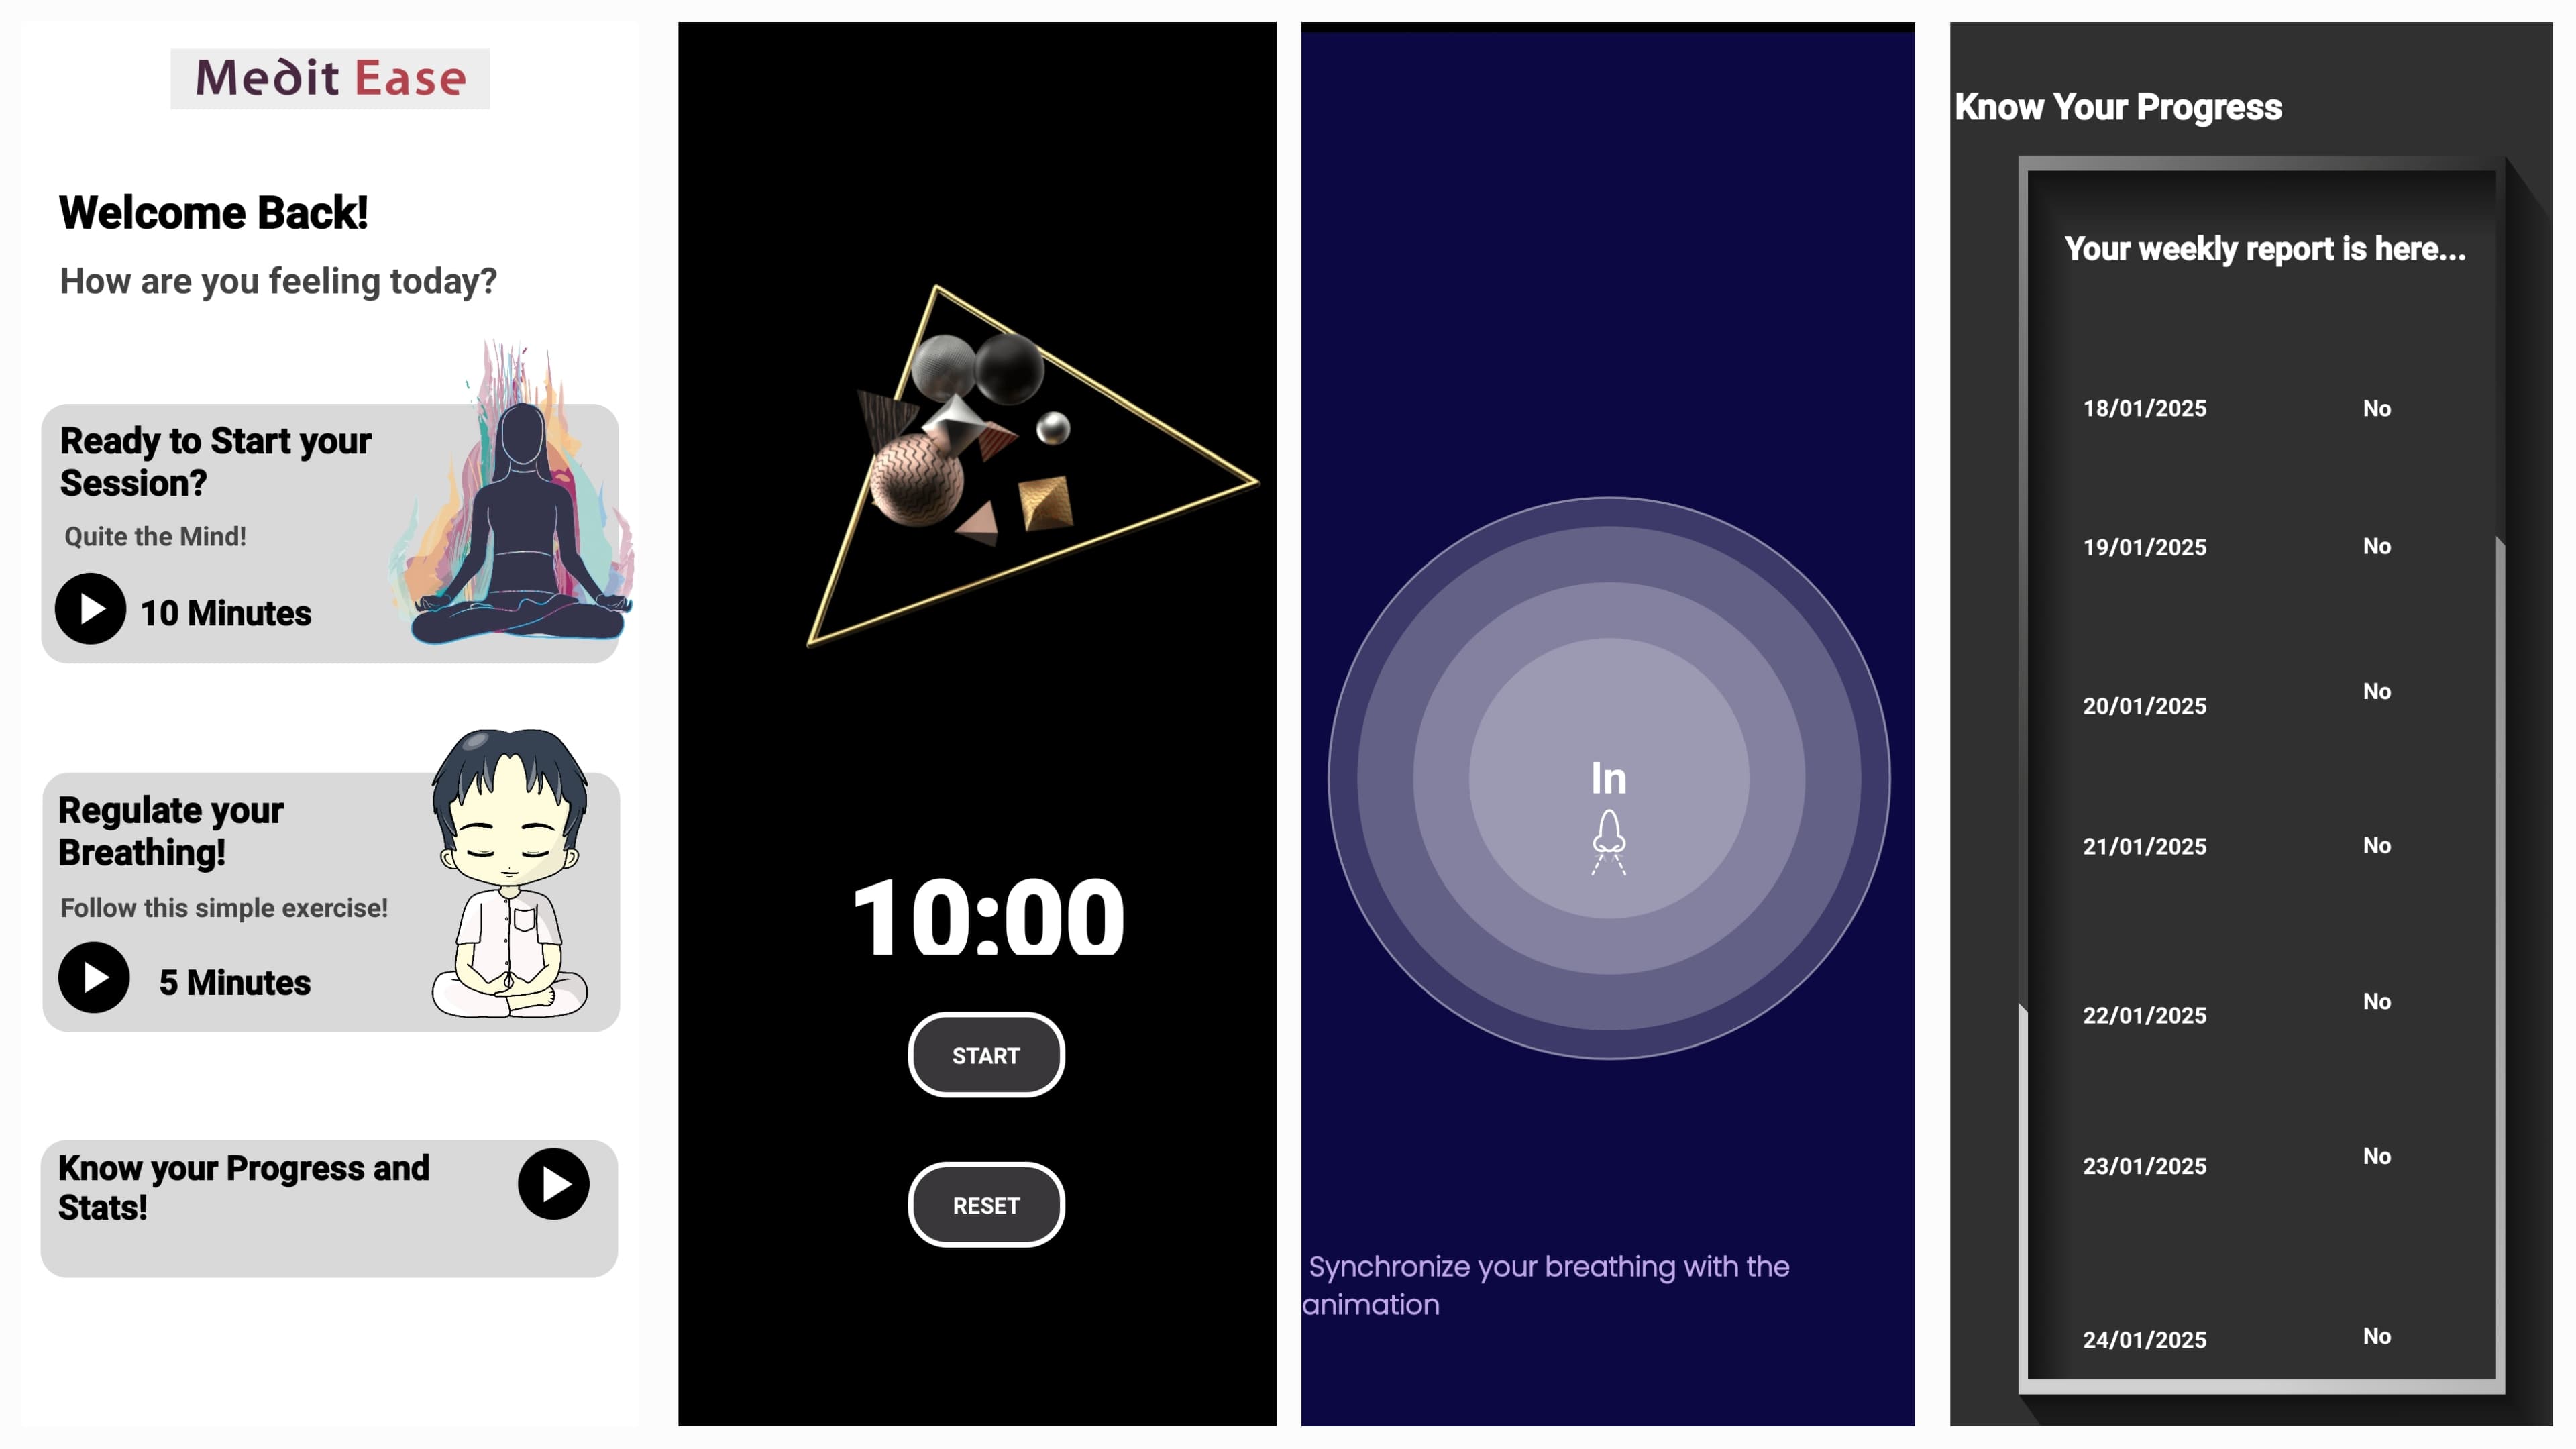 Medit Ease
Welcome Back!
How are you feeling today?
Ready to Start your
Session?
Quite the Mind!
10 Minutes
Regulate your
Breathing!
Follow this simple exercise!
5 Minutes
Know your Progress and
Stats!
10:00
START
RESET
In
Synchronize your breathing with the
animation
Know Your Progress
Your weekly report is here...
18/01/2025 No
19/01/2025 No
20/01/2025 No
21/01/2025 No
22/01/2025 No
23/01/2025 No
24/01/2025 No